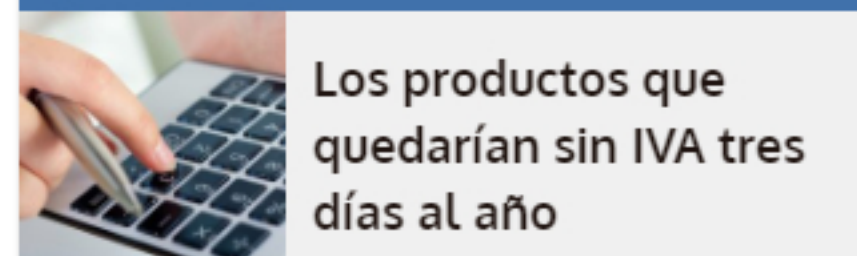 Los productos que
quedarían sin IVA tres
días al año